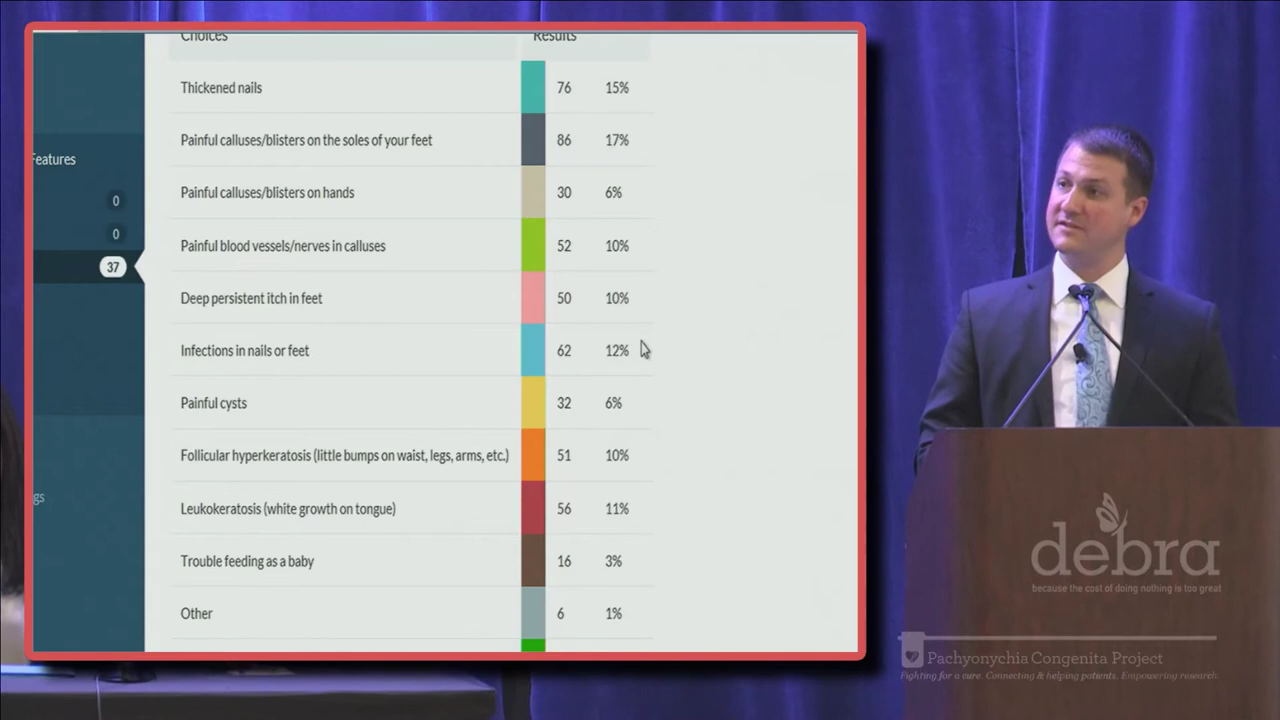 Choices Results
Thickened nails 76 15%
Painful calluses/blisters on the soles of your feet 86 17%
Features
Painful calluses/blisters on hands 30 6%
0
0
Painful blood vessels/nerves in calluses 52 10%
37
Deep persistent itch in feet 50 10%
Infections in nails or feet 62 12%
Painful cysts 32 6%
Follicular hyperkeratosis (little bumps on waist, legs, arms, etc.) 51 10%
gs
Leukokeratosis (white growth on tongue) 56 11%
Trouble feeding as a baby 16 3%
Other 6 1%
debra
because the cost of doing nothing is too great
Pachyonychia Congenita Project
Fighting for a cure. Connecting & helping patients. Empowering research.